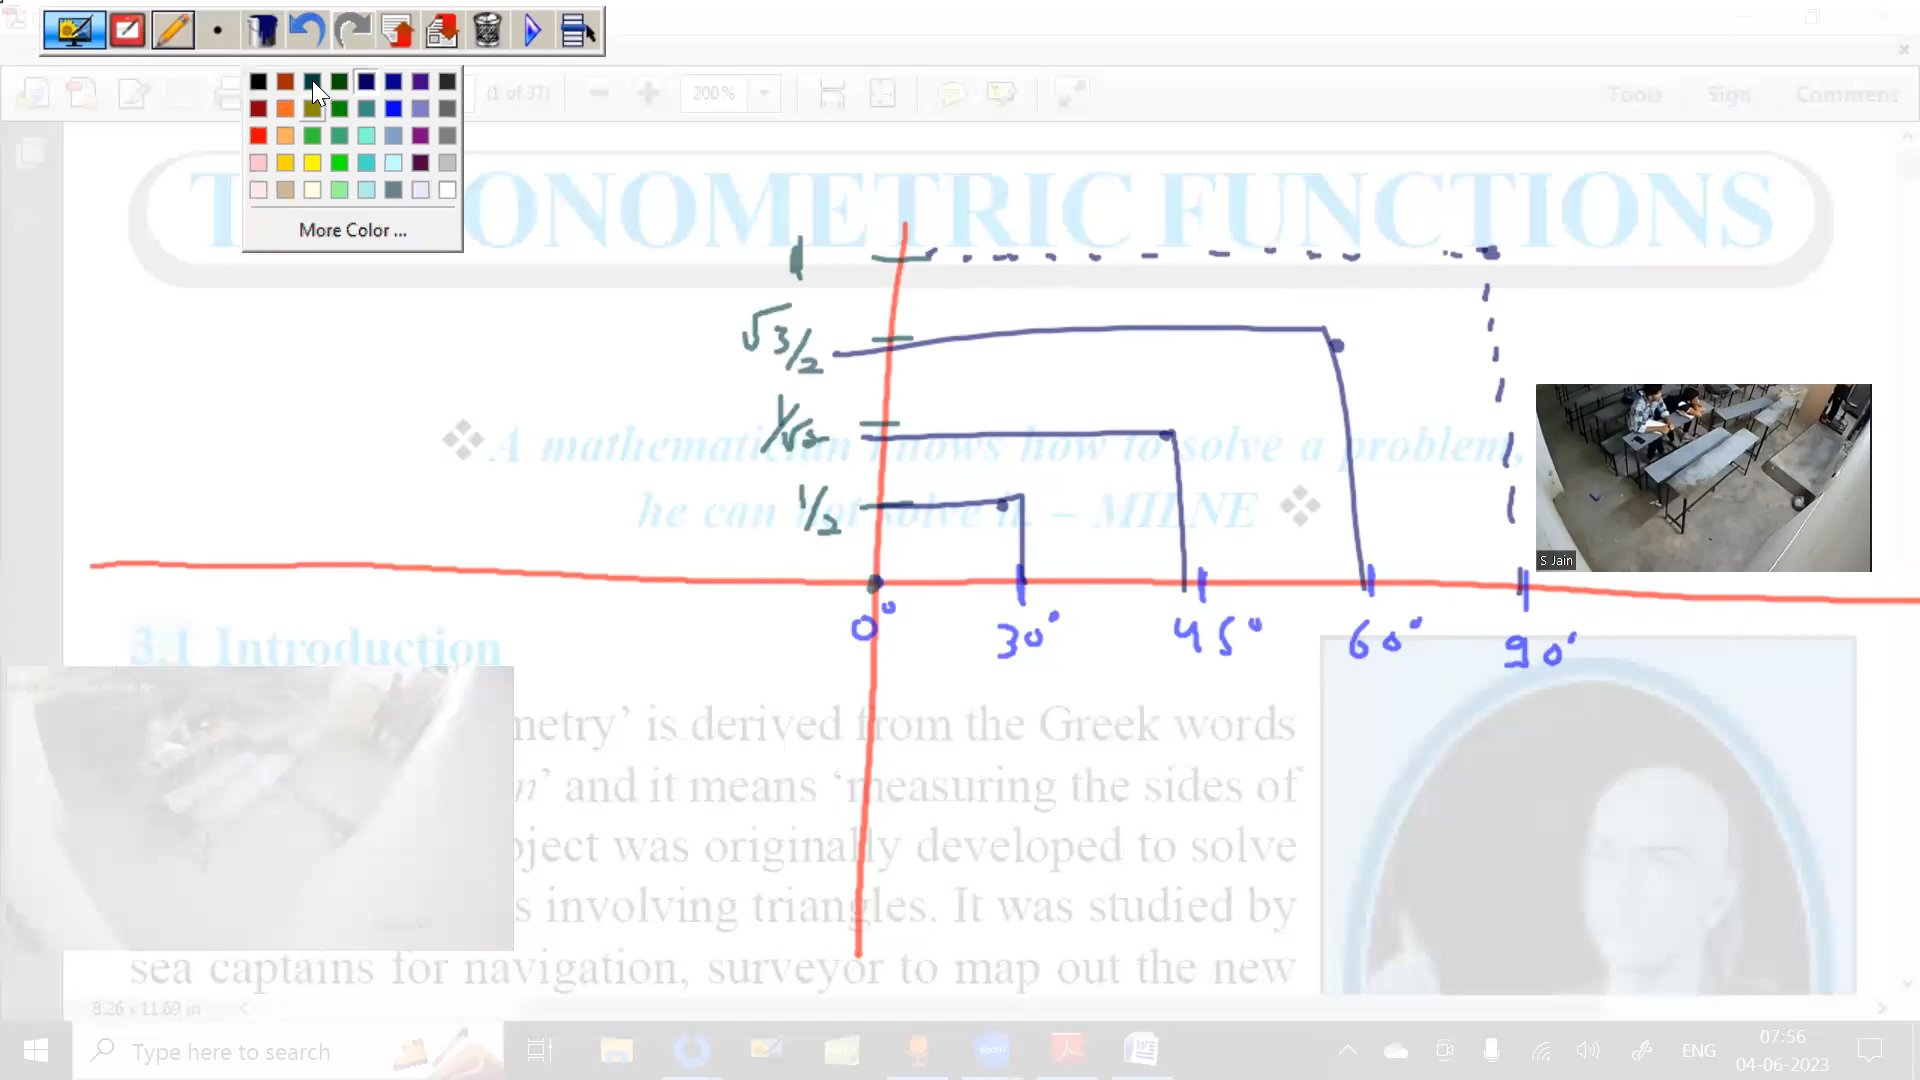 (1 of 37)
200%
Tools
Sign
Comment
More Color ...
T ONOMETRIC FUNCTIONS
1
√3/2
1/√2
1/2
❖ A mathematician knows how to solve a problem,
he can not solve it. – MILNE ❖
S Jain
0° 30° 45° 60° 90°
3.1 Introduction
metry’ is derived from the Greek words
n’ and it means ‘measuring the sides of
bject was originally developed to solve
s involving triangles. It was studied by
sea captains for navigation, surveyor to map out the new
8.26 x 11.69 in
Type here to search
zoom
ENG
07:56
04-06-2023